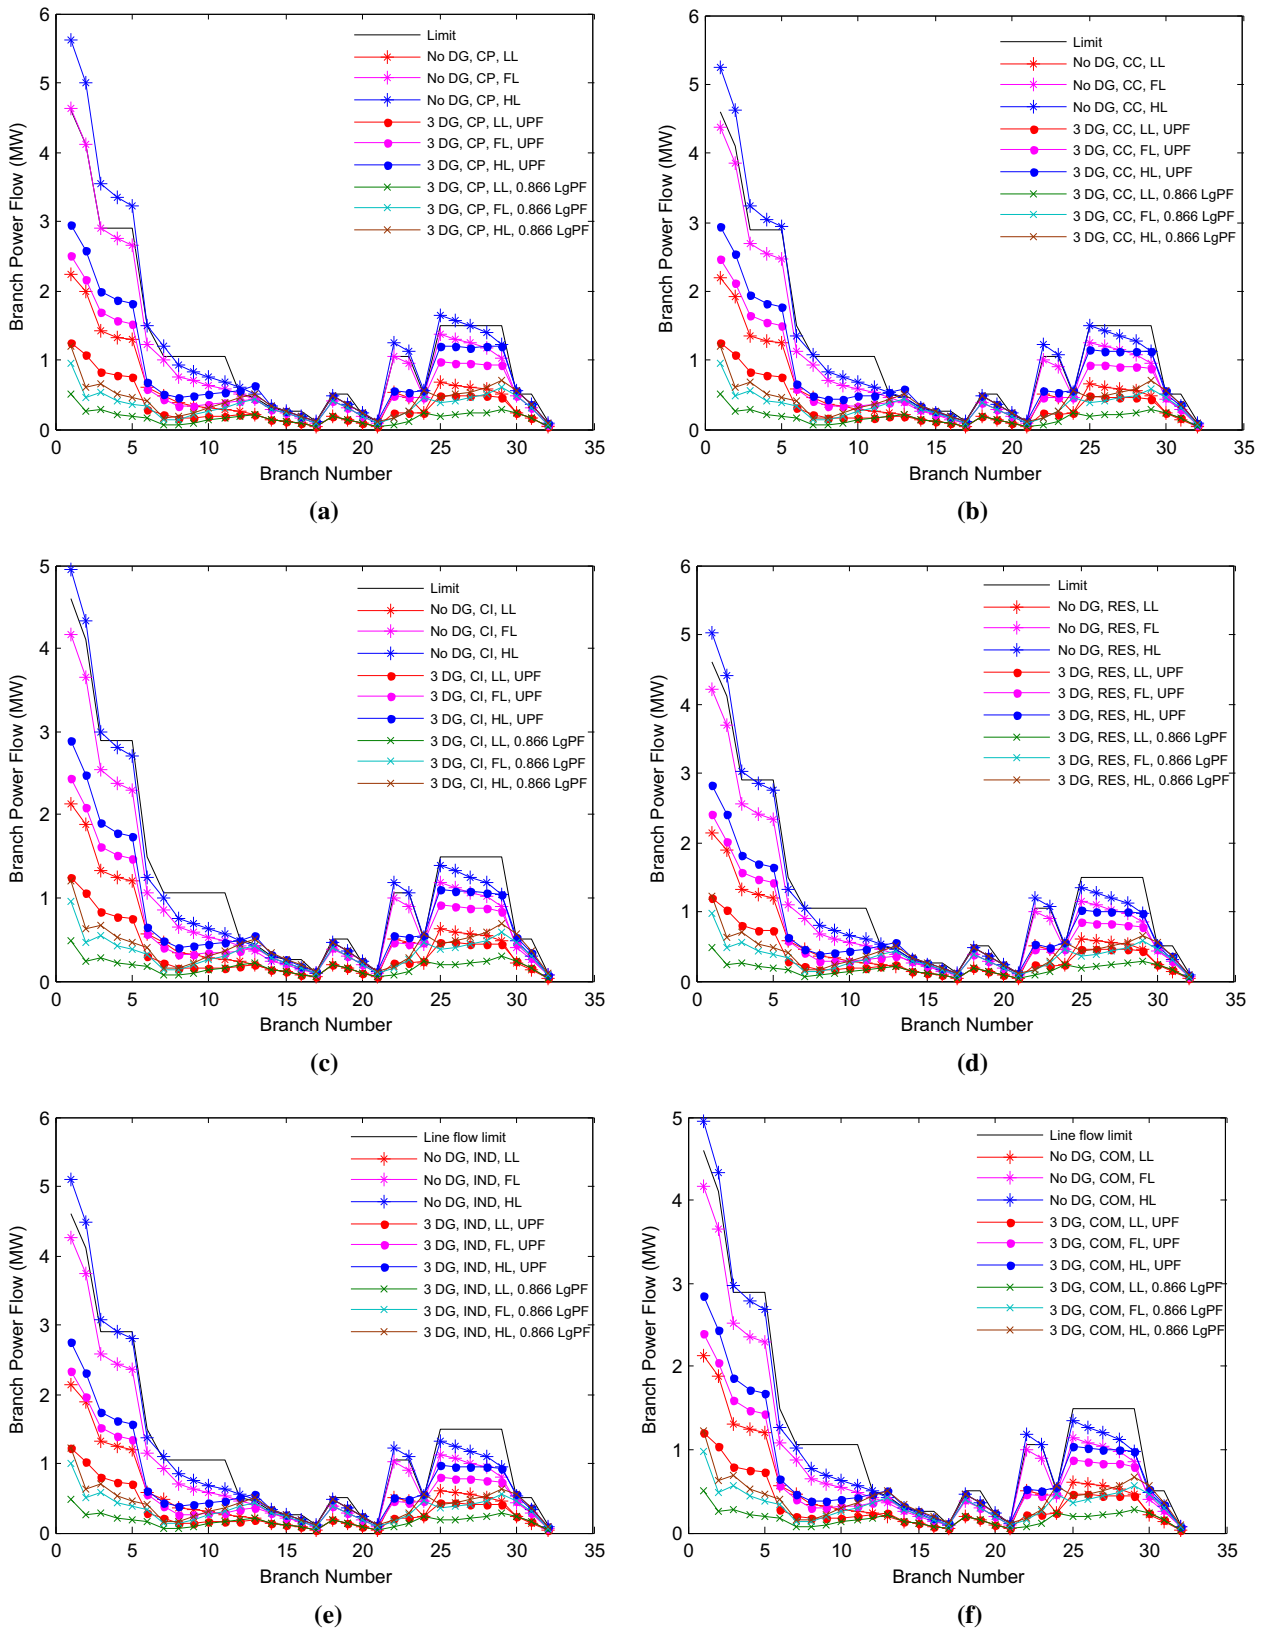 6
5
4
3
2
1
0
Branch Power Flow (MW)
Limit
No DG, CP, LL
No DG, CP, FL
No DG, CP, HL
3 DG, CP, LL, UPF
3 DG, CP, FL, UPF
3 DG, CP, HL, UPF
3 DG, CP, LL, 0.866 LgPF
3 DG, CP, FL, 0.866 LgPF
3 DG, CP, HL, 0.866 LgPF
0 5 10 15 20 25 30 35
Branch Number
(a)
6
5
4
3
2
1
0
Branch Power Flow (MW)
Limit
No DG, CC, LL
No DG, CC, FL
No DG, CC, HL
3 DG, CC, LL, UPF
3 DG, CC, FL, UPF
3 DG, CC, HL, UPF
3 DG, CC, LL, 0.866 LgPF
3 DG, CC, FL, 0.866 LgPF
3 DG, CC, HL, 0.866 LgPF
0 5 10 15 20 25 30 35
Branch Number
(b)
5
4
3
2
1
0
Branch Power Flow (MW)
Limit
No DG, CI, LL
No DG, CI, FL
No DG, CI, HL
3 DG, CI, LL, UPF
3 DG, CI, FL, UPF
3 DG, CI, HL, UPF
3 DG, CI, LL, 0.866 LgPF
3 DG, CI, FL, 0.866 LgPF
3 DG, CI, HL, 0.866 LgPF
0 5 10 15 20 25 30 35
Branch Number
(c)
6
5
4
3
2
1
0
Branch Power Flow (MW)
Limit
No DG, RES, LL
No DG, RES, FL
No DG, RES, HL
3 DG, RES, LL, UPF
3 DG, RES, FL, UPF
3 DG, RES, HL, UPF
3 DG, RES, LL, 0.866 LgPF
3 DG, RES, FL, 0.866 LgPF
3 DG, RES, HL, 0.866 LgPF
0 5 10 15 20 25 30 35
Branch Number
(d)
6
5
4
3
2
1
0
Branch Power Flow (MW)
Line flow limit
No DG, IND, LL
No DG, IND, FL
No DG, IND, HL
3 DG, IND, LL, UPF
3 DG, IND, FL, UPF
3 DG, IND, HL, UPF
3 DG, IND, LL, 0.866 LgPF
3 DG, IND, FL, 0.866 LgPF
3 DG, IND, HL, 0.866 LgPF
0 5 10 15 20 25 30 35
Branch Number
(e)
5
4
3
2
1
0
Branch Power Flow (MW)
Line flow limit
No DG, COM, LL
No DG, COM, FL
No DG, COM, HL
3 DG, COM, LL, UPF
3 DG, COM, FL, UPF
3 DG, COM, HL, UPF
3 DG, COM, LL, 0.866 LgPF
3 DG, COM, FL, 0.866 LgPF
3 DG, COM, HL, 0.866 LgPF
0 5 10 15 20 25 30 35
Branch Number
(f)